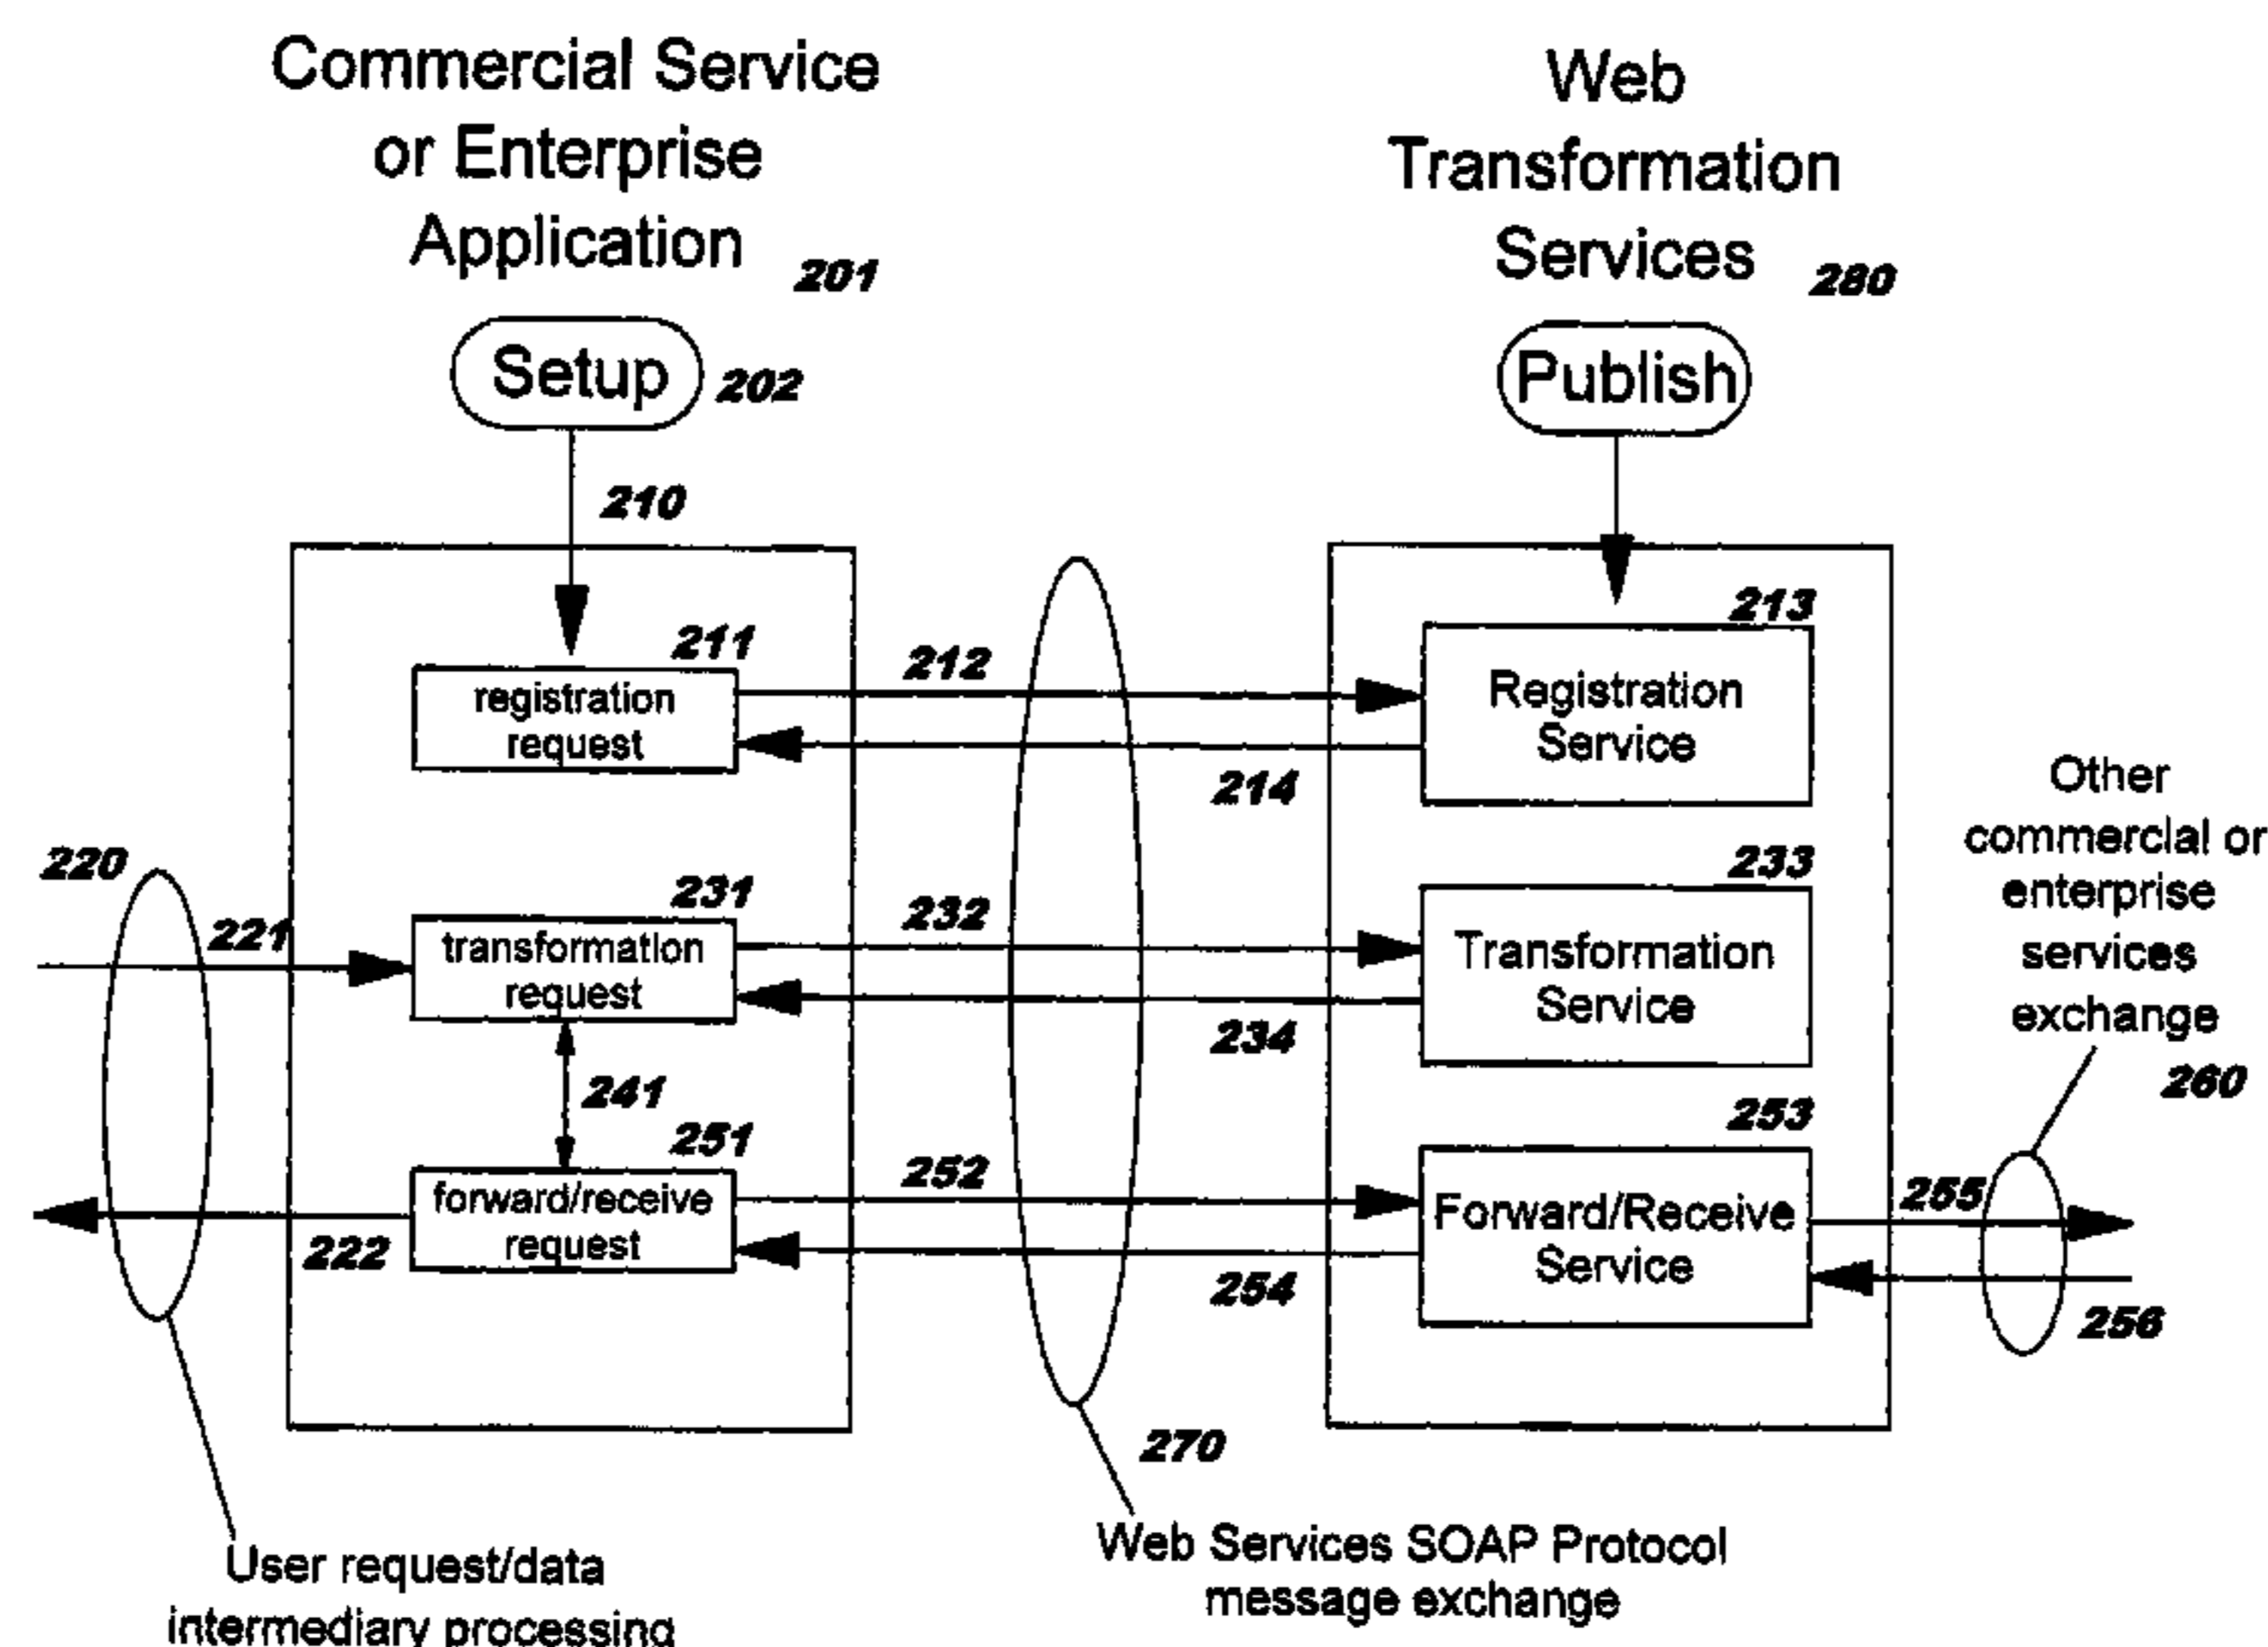 Commercial Service
or Enterprise
Application
201
Web
Transformation
Services
280
Setup
202
Publish
210
211
registration
request
212
214
213
Registration
Service
220
221
231
transformation
request
232
234
233
Transformation
Service
241
251
forward/receive
request
222
252
254
253
Forward/Receive
Service
255
256
Other
commercial or
enterprise
services
exchange
260
270
User request/data
intermediary processing
Web Services SOAP Protocol
message exchange